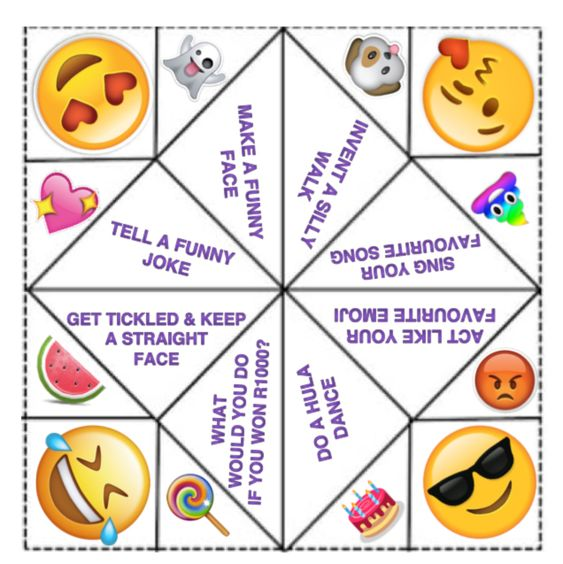 MAKE A FUNNY
FACE
INVENT A SILLY
WALK
TELL A FUNNY
JOKE
SING YOUR
FAVOURITE SONG
GET TICKLED & KEEP
A STRAIGHT
FACE
ACT LIKE YOUR
FAVOURITE EMOJI
WHAT
WOULD YOU DO
IF YOU WON R1000?
DO A HULA
DANCE